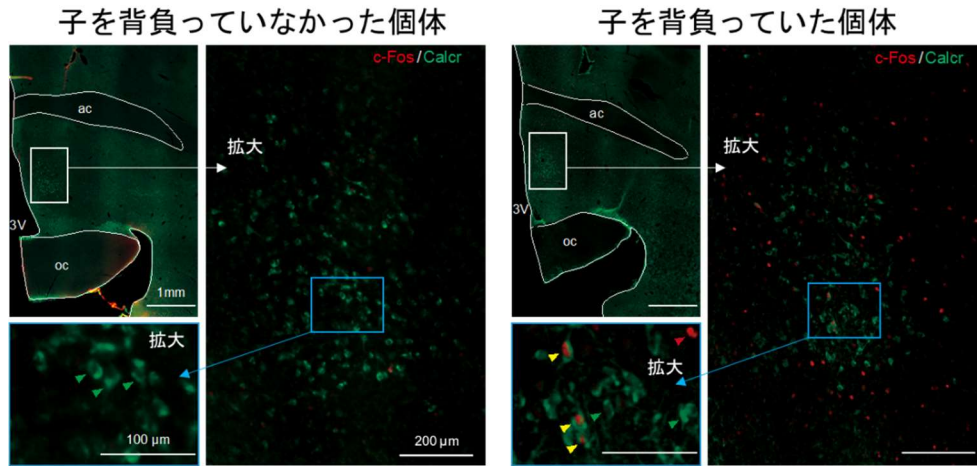 子を背負っていなかった個体
ac
3V
oc
1mm
拡大
c-Fos/Calcr
拡大
100 μm
200 μm
子を背負っていた個体
ac
3V
oc
拡大
c-Fos/Calcr
拡大